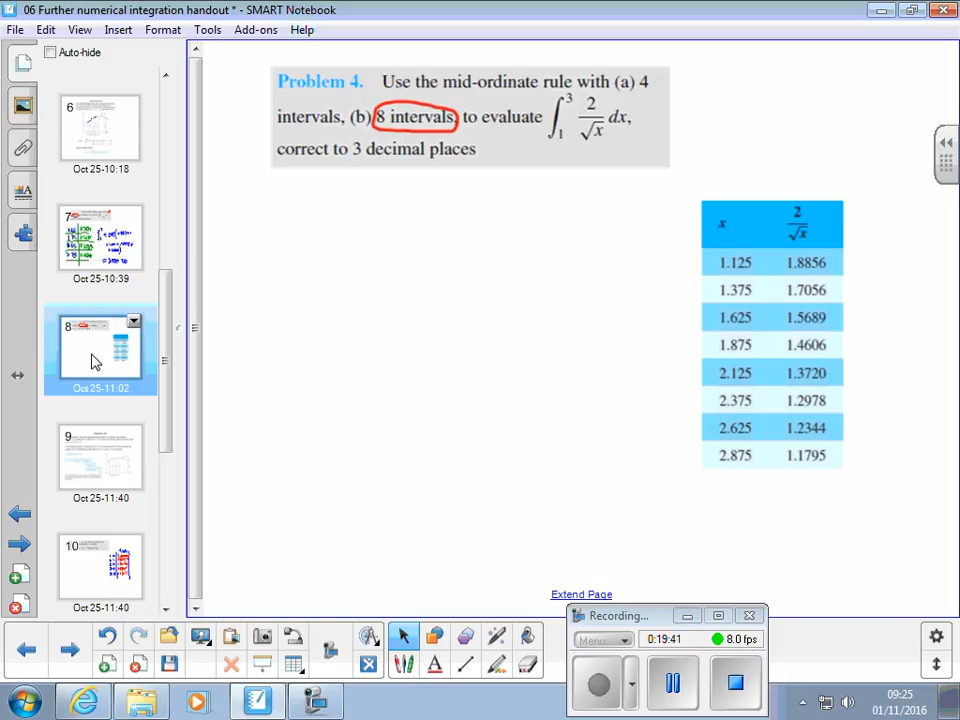 06 Further numerical integration handout * - SMART Notebook
File Edit View Insert Format Tools Add-ons Help
Auto-hide
6
Oct 25-10:18
7
Oct 25-10:39
8
Oct 25-11:02
9
Oct 25-11:40
10
Oct 25-11:40
Problem 4. Use the mid-ordinate rule with (a) 4
intervals, (b) 8 intervals, to evaluate ∫₁³ 2/√x dx,
correct to 3 decimal places
x 2/√x
1.125 1.8856
1.375 1.7056
1.625 1.5689
1.875 1.4606
2.125 1.3720
2.375 1.2978
2.625 1.2344
2.875 1.1795
Extend Page
Recording...
Menu 0:19:41 8.0 fps
09:25
01/11/2016